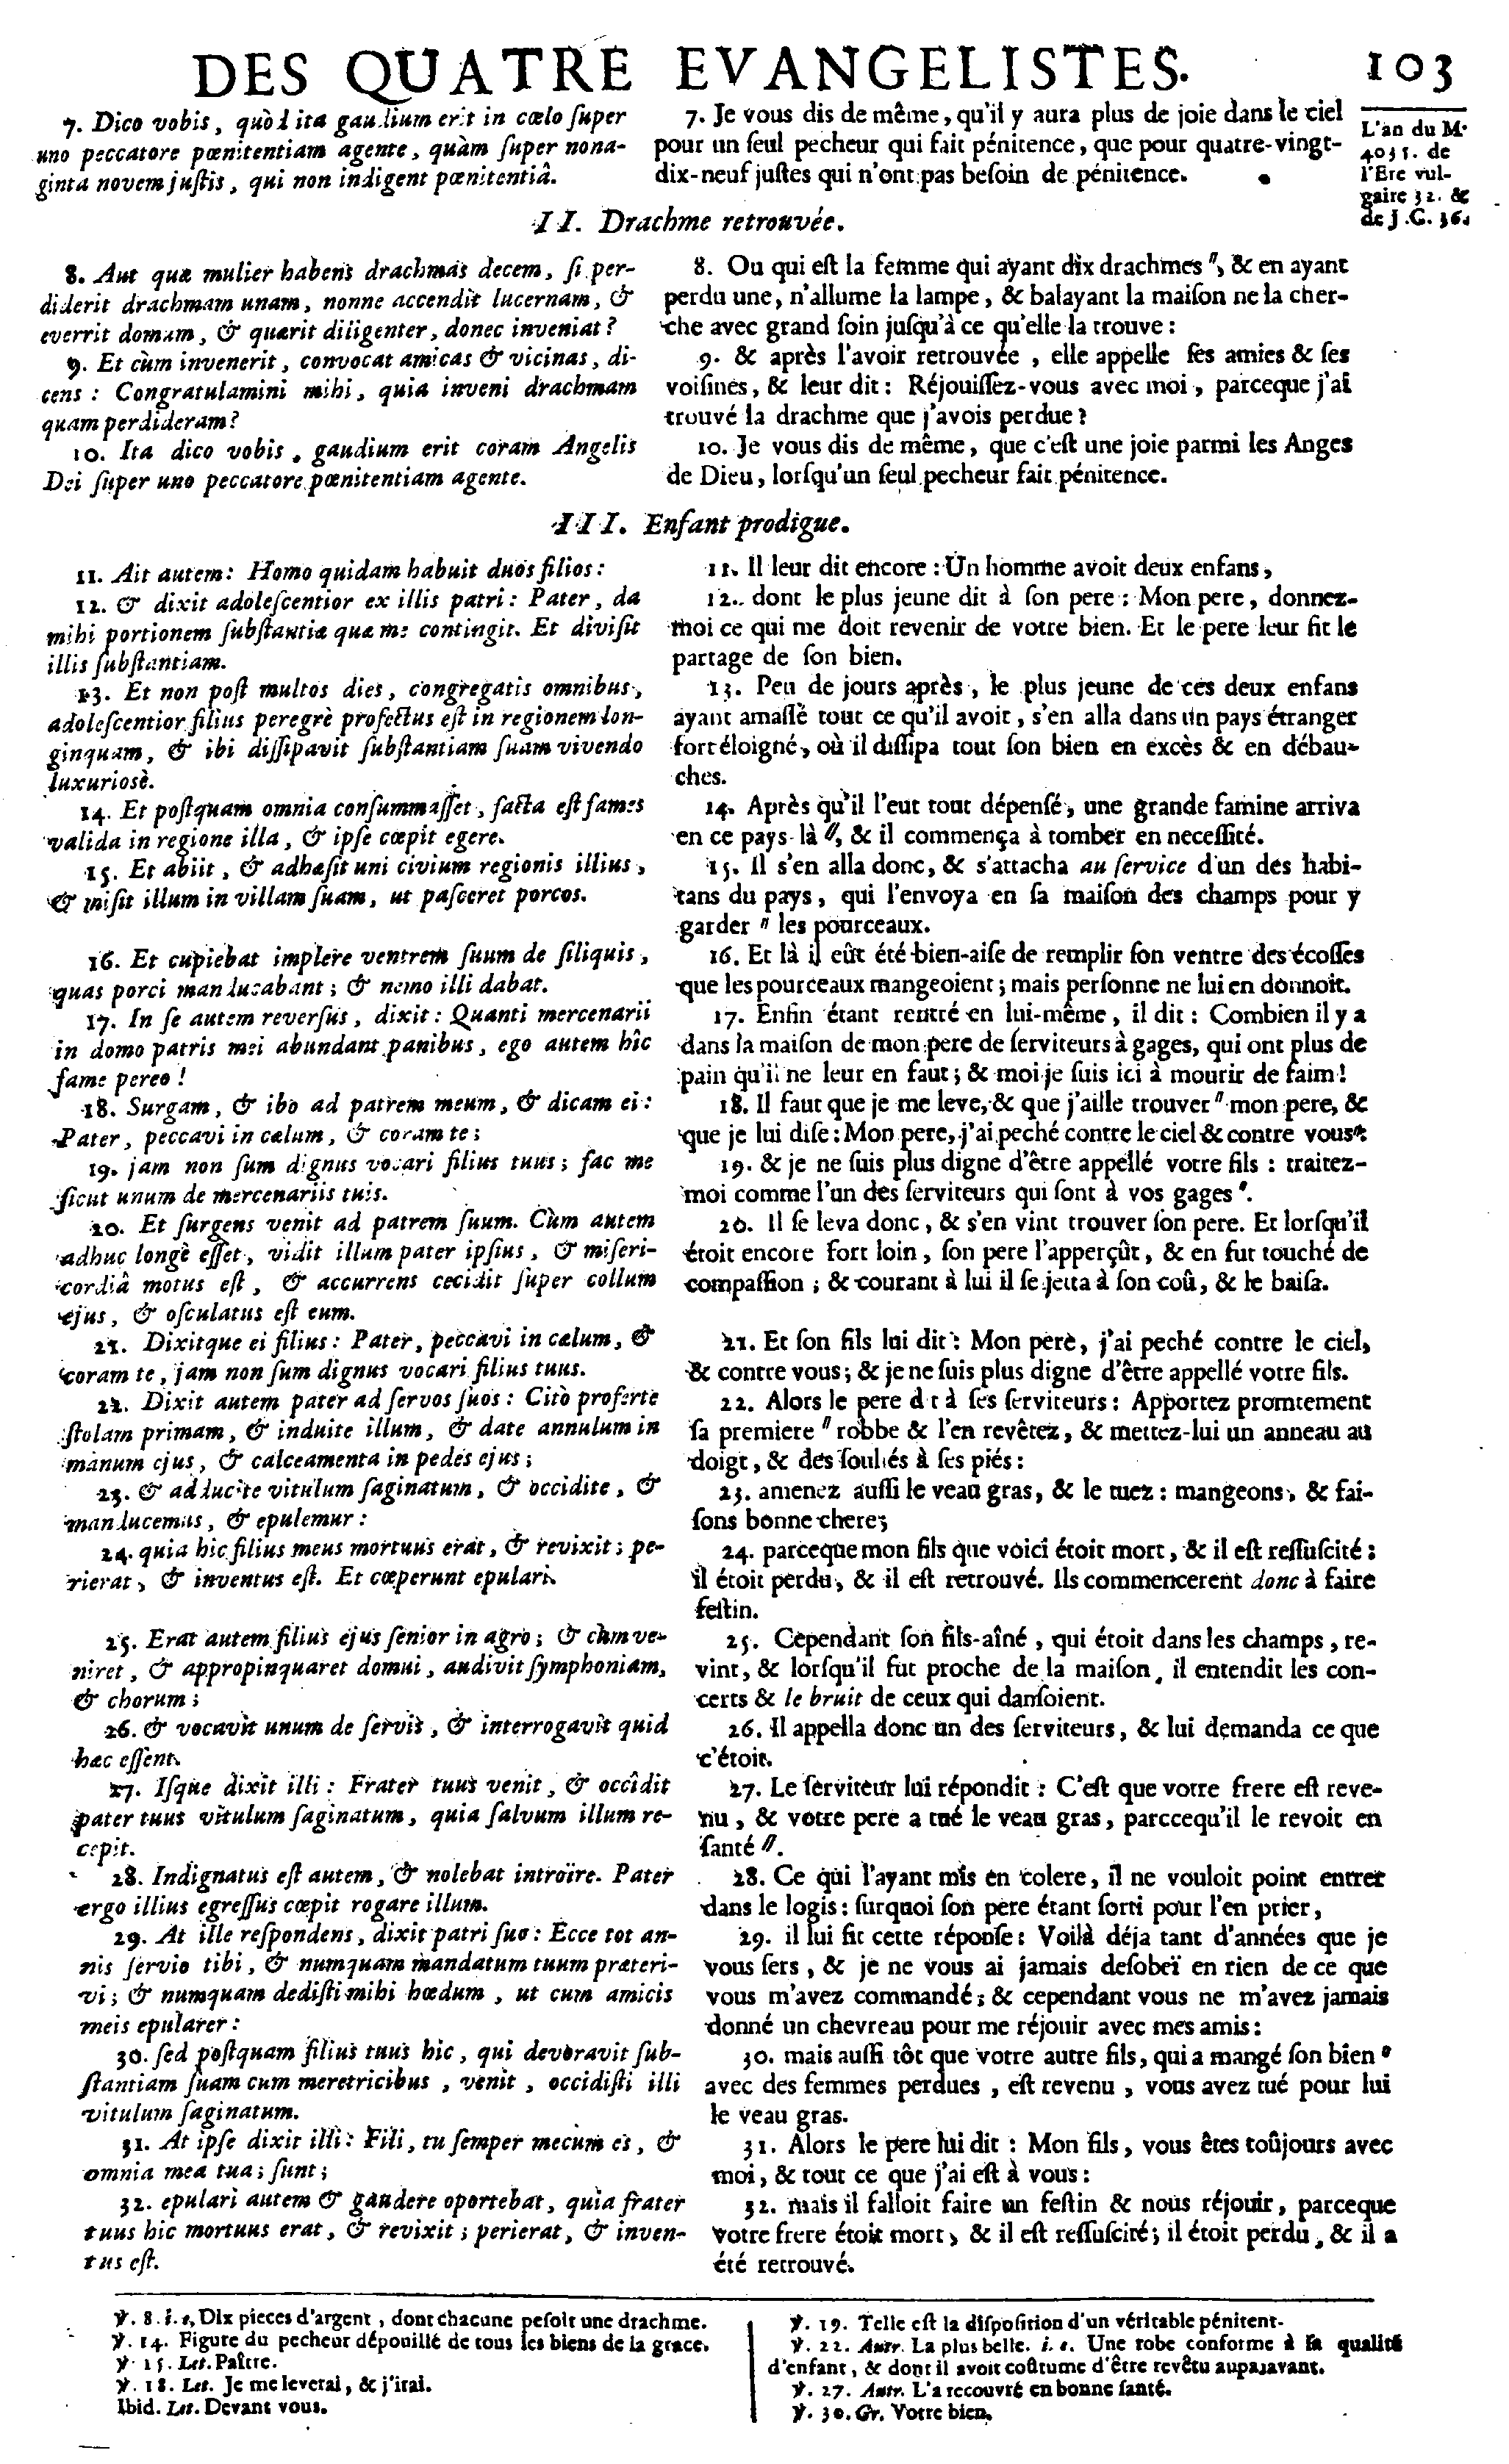 DES QUATRE EVANGELISTES.
103
7. Dico vobis, quòd ita gaudium erit in cœlo ſuper
uno peccatore pœnitentiam agente, quàm ſuper nona-
ginta novem juſtis, qui non indigent pœnitentiâ.
7. Je vous dis de même, qu'il y aura plus de joie dans le ciel
pour un ſeul pecheur qui fait pénitence, que pour quatre-vingt-
dix-neuf juſtes qui n'ont pas beſoin de pénitence.
L'an du M.
4035. de
l'Ere vul-
gaire 32. &
de J.C. 36.
II. Drachme retrouvée.
8. Aut quæ mulier habens drachmas decem, ſi per-
diderit drachmam unam, nonne accendit lucernam, &
everrit domum, & quærit diligenter, donec inveniat?
9. Et cùm invenerit, convocat amicas & vicinas, di-
cens: Congratulamini mihi, quia inveni drachmam
quam perdideram?
10. Ita dico vobis, gaudium erit coram Angelis
Dei ſuper uno peccatore pœnitentiam agente.
8. Ou qui eſt la femme qui ayant dix drachmes ", & en ayant
perdu une, n'allume la lampe, & balayant la maiſon ne la cher-
che avec grand ſoin juſqu'à ce qu'elle la trouve:
9. & après l'avoir retrouvée, elle appelle ſes amies & ſes
voiſines, & leur dit: Réjouiſſez-vous avec moi, parceque j'ai
trouvé la drachme que j'avois perdue?
10. Je vous dis de même, que c'eſt une joie parmi les Anges
de Dieu, lorſqu'un ſeul pecheur fait pénitence.
III. Enfant prodigue.
11. Ait autem: Homo quidam habuit duos filios:
12. & dixit adoleſcentior ex illis patri: Pater, da
mihi portionem ſubſtantiæ quæ me contingit. Et diviſit
illis ſubſtantiam.
13. Et non poſt multos dies, congregatis omnibus,
adoleſcentior filius peregrè profectus eſt in regionem lon-
ginquam, & ibi diſſipavit ſubſtantiam ſuam vivendo
luxuriosè.
14. Et poſtquam omnia conſummaſſet, facta eſt fames
valida in regione illa, & ipſe cœpit egere.
15. Et abiit, & adhæſit uni civium regionis illius,
& miſit illum in villam ſuam, ut paſceret porcos.
16. Et cupiebat implere ventrem ſuum de ſiliquis,
quas porci manducabant; & nemo illi dabat.
17. In ſe autem reverſus, dixit: Quanti mercenarii
in domo patris mei abundant panibus, ego autem hîc
fame pereo!
18. Surgam, & ibo ad patrem meum, & dicam ei:
Pater, peccavi in cælum, & coram te;
19. jam non ſum dignus vocari filius tuus; fac me
ſicut unum de mercenariis tuis.
20. Et ſurgens venit ad patrem ſuum. Cùm autem
adhuc longè eſſet, vidit illum pater ipſius, & miſeri-
cordiâ motus eſt, & accurrens cecidit ſuper collum
ejus, & oſculatus eſt eum.
21. Dixitque ei filius: Pater, peccavi in cælum, &
coram te, jam non ſum dignus vocari filius tuus.
22. Dixit autem pater ad ſervos ſuos: Citò proferte
ſtolam primam, & induite illum, & date annulum in
manum ejus, & calceamenta in pedes ejus;
23. & adducite vitulum ſaginatum, & occidite, &
manducemus, & epulemur:
24. quia hic filius meus mortuus erat, & revixit; pe-
rierat, & inventus eſt. Et cœperunt epulari.
25. Erat autem filius ejus ſenior in agro; & cùm ve-
niret, & appropinquaret domui, audivit ſymphoniam,
& chorum;
26. & vocavit unum de ſervis, & interrogavit quid
hæc eſſent.
27. Iſque dixit illi: Frater tuus venit, & occîdit
pater tuus vitulum ſaginatum, quia ſalvum illum re-
cepit.
28. Indignatus eſt autem, & nolebat introïre. Pater
ergo illius egreſſus cœpit rogare illum.
29. At ille reſpondens, dixit patri ſuo: Ecce tot an-
nis ſervio tibi, & numquam mandatum tuum præteri-
vi; & numquam dediſti mihi hœdum, ut cum amicis
meis epularer:
30. ſed poſtquam filius tuus hic, qui devoravit ſub-
ſtantiam ſuam cum meretricibus, venit, occidiſti illi
vitulum ſaginatum.
31. At ipſe dixit illi: Fili, tu ſemper mecum es, &
omnia mea tua; ſunt;
32. epulari autem & gaudere oportebat, quia frater
tuus hic mortuus erat, & revixit; perierat, & inven-
tus eſt.
11. Il leur dit encore: Un homme avoit deux enfans,
12. dont le plus jeune dit à ſon pere: Mon pere, donnez-
moi ce qui me doit revenir de votre bien. Et le pere leur fit le
partage de ſon bien.
13. Peu de jours après, le plus jeune de ces deux enfans
ayant amaſſé tout ce qu'il avoit, s'en alla dans un pays étranger
fort éloigné, où il diſſipa tout ſon bien en excès & en débau-
ches.
14. Après qu'il l'eut tout dépenſé, une grande famine arriva
en ce pays-là ", & il commença à tomber en neceſſité.
15. Il s'en alla donc, & s'attacha au ſervice d'un des habi-
tans du pays, qui l'envoya en ſa maiſon des champs pour y
garder " les pourceaux.
16. Et là il eût été bien-aiſe de remplir ſon ventre des écoſſes
que les pourceaux mangeoient; mais perſonne ne lui en donnoit.
17. Enfin étant rentré en lui-même, il dit: Combien il y a
dans la maiſon de mon pere de ſerviteurs à gages, qui ont plus de
pain qu'il ne leur en faut; & moi je ſuis ici à mourir de faim!
18. Il faut que je me leve, & que j'aille trouver " mon pere, &
que je lui diſe: Mon pere, j'ai peché contre le ciel & contre vous ":
19. & je ne ſuis plus digne d'être appellé votre fils: traitez-
moi comme l'un des ſerviteurs qui ſont à vos gages ".
20. Il ſe leva donc, & s'en vint trouver ſon pere. Et lorſqu'il
étoit encore fort loin, ſon pere l'apperçût, & en fut touché de
compaſſion; & courant à lui il ſe jetta à ſon coû, & le baiſa.
21. Et ſon fils lui dit: Mon pere, j'ai peché contre le ciel,
& contre vous; & je ne ſuis plus digne d'être appellé votre fils.
22. Alors le pere dit à ſes ſerviteurs: Apportez promtement
ſa premiere " robbe & l'en revêtez, & mettez-lui un anneau au
doigt, & des ſouliés à ſes piés:
23. amenez auſſi le veau gras, & le tuez: mangeons, & fai-
ſons bonne chere;
24. parceque mon fils que voici étoit mort, & il eſt reſſuſcité:
il étoit perdu, & il eſt retrouvé. Ils commencerent donc à faire
feſtin.
25. Cependant ſon fils-aîné, qui étoit dans les champs, re-
vint, & lorſqu'il fut proche de la maiſon, il entendit les con-
certs & le bruit de ceux qui danſoient.
26. Il appella donc un des ſerviteurs, & lui demanda ce que
c'étoit.
27. Le ſerviteur lui répondit: C'eſt que votre frere eſt reve-
nu, & votre pere a tué le veau gras, parcequ'il le revoit en
ſanté ".
28. Ce qui l'ayant mis en colere, il ne vouloit point entrer
dans le logis: ſurquoi ſon pere étant ſorti pour l'en prier,
29. il lui fit cette réponſe: Voilà déja tant d'années que je
vous ſers, & je ne vous ai jamais deſobeï en rien de ce que
vous m'avez commandé; & cependant vous ne m'avez jamais
donné un chevreau pour me réjouir avec mes amis:
30. mais auſſi tôt que votre autre fils, qui a mangé ſon bien "
avec des femmes perdues, eſt revenu, vous avez tué pour lui
le veau gras.
31. Alors le pere lui dit: Mon fils, vous êtes toûjours avec
moi, & tout ce que j'ai eſt à vous:
32. mais il falloit faire un feſtin & nous réjouir, parceque
votre frere étoit mort, & il eſt reſſuſcité; il étoit perdu, & il a
été retrouvé.
℣. 8. i. e. Dix pieces d'argent, dont chacune peſoit une drachme.
℣. 14. Figure du pecheur dépouillé de tous les biens de la grace.
℣. 15. Let. Paître.
℣. 18. Let. Je me leverai, & j'irai.
Ibid. Let. Devant vous.
℣. 19. Telle eſt la diſpoſition d'un véritable pénitent.
℣. 22. Autr. La plus belle. i. e. Une robe conforme à ſa qualité
d'enfant, & dont il avoit coûtume d'être revêtu auparavant.
℣. 27. Autr. L'a recouvré en bonne ſanté.
℣. 30. Gr. Votre bien.